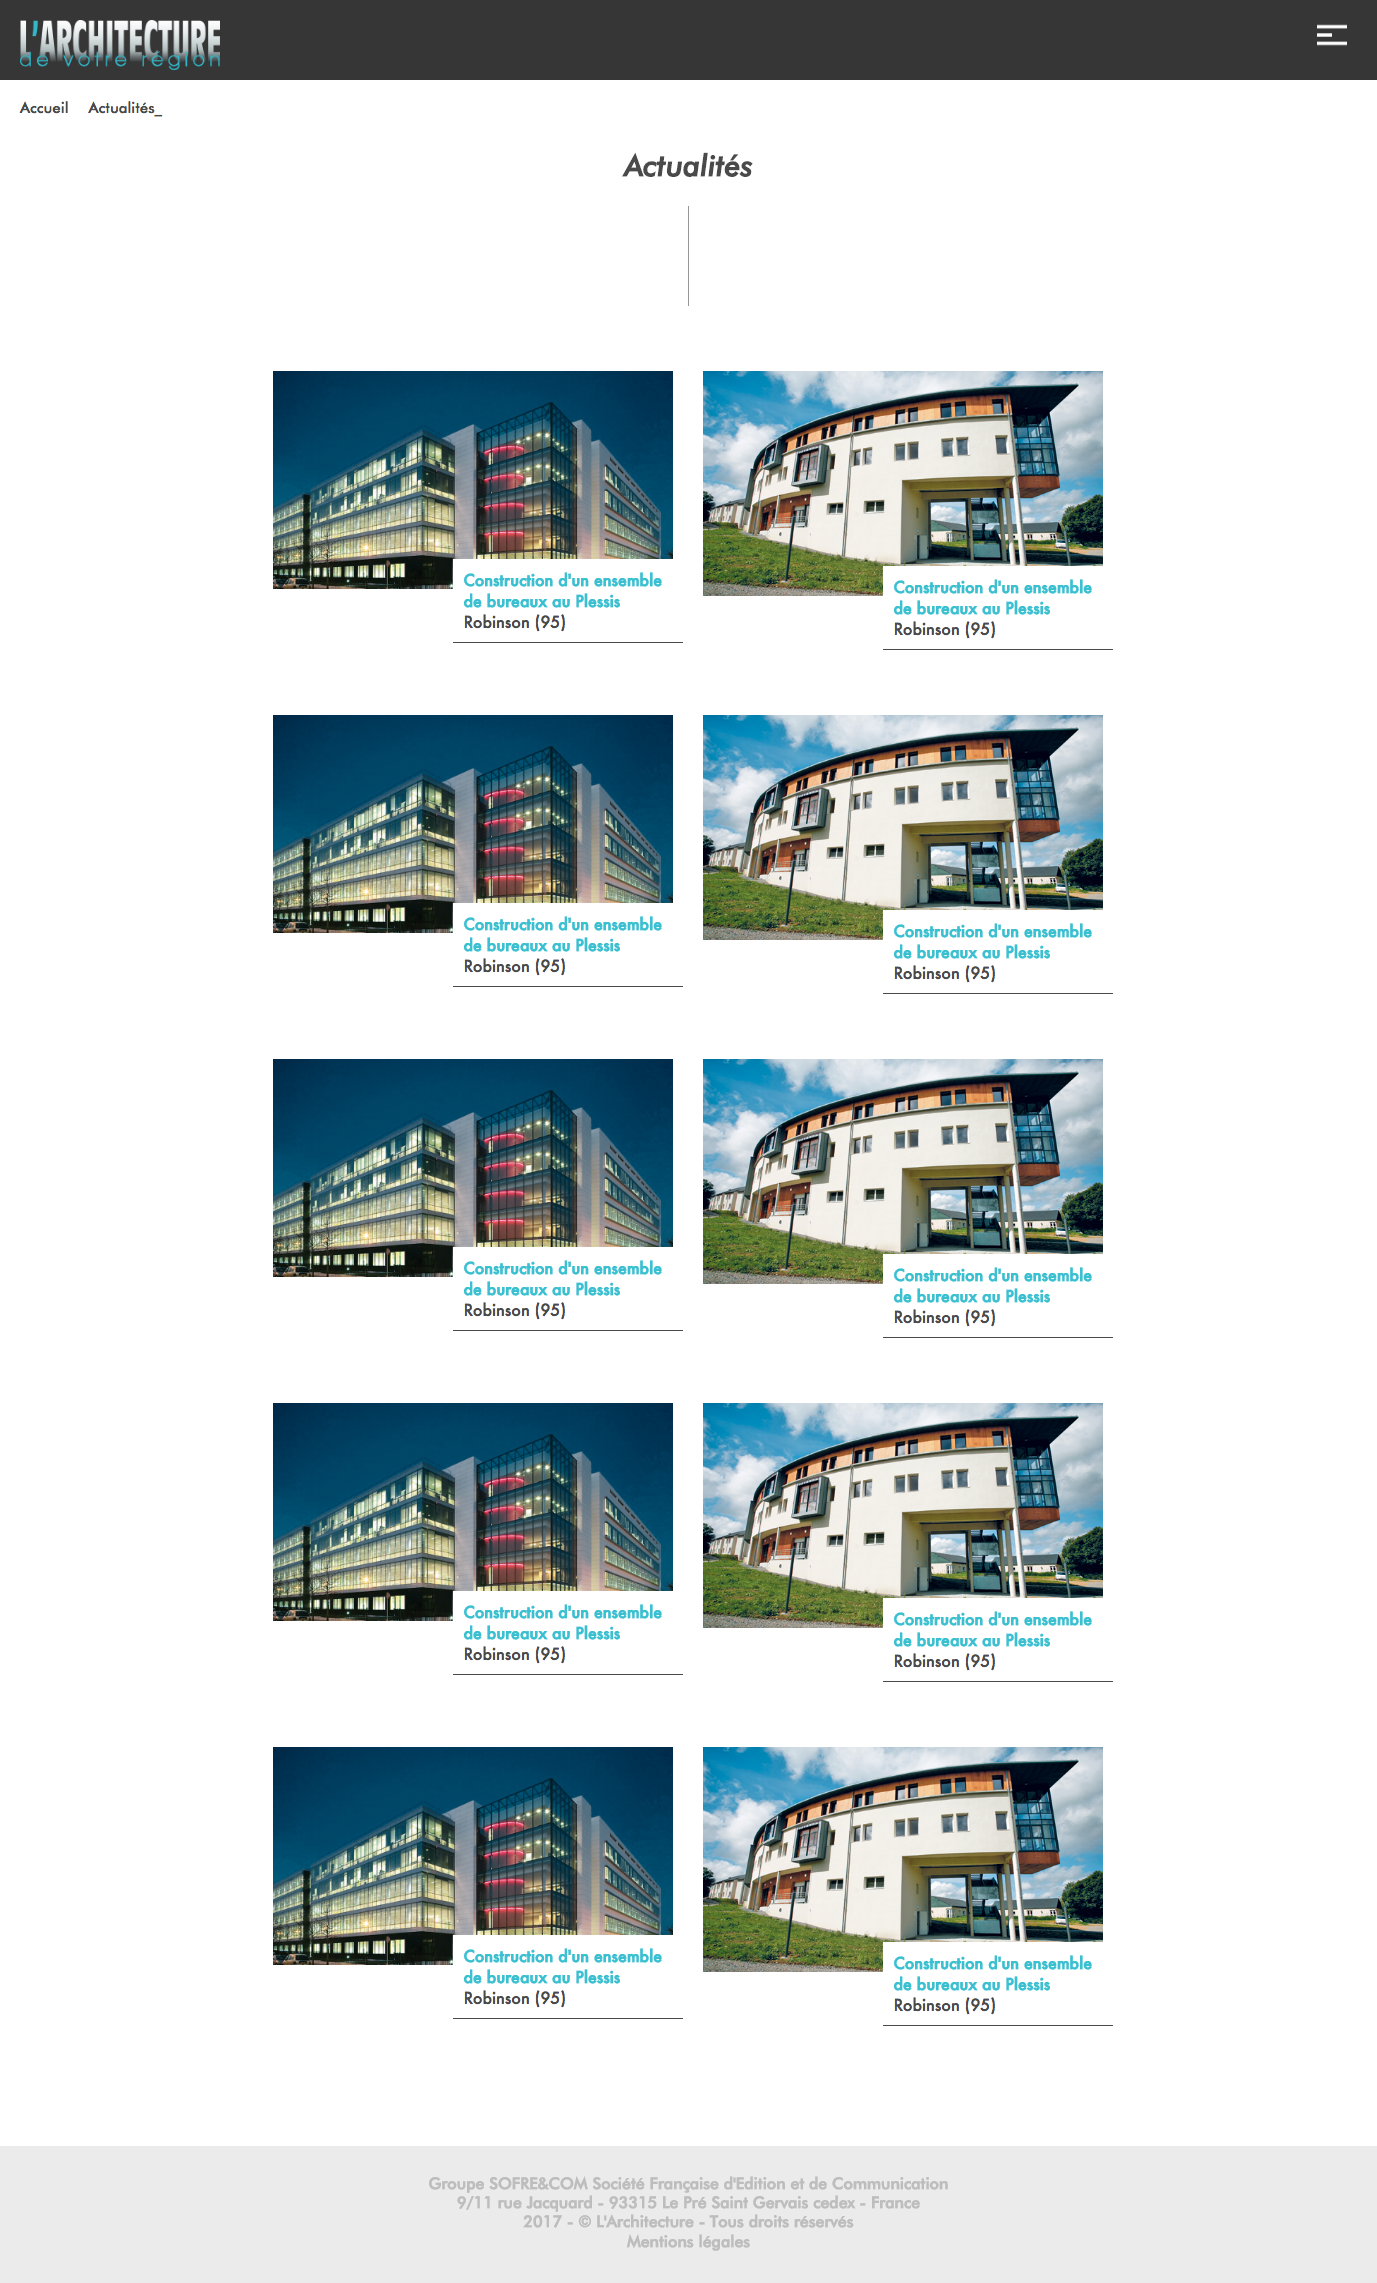 L'ARCHITECTURE
de votre région
Accueil Actualités_
Actualités
Construction d'un ensemble
de bureaux au Plessis
Robinson (95)
Construction d'un ensemble
de bureaux au Plessis
Robinson (95)
Construction d'un ensemble
de bureaux au Plessis
Robinson (95)
Construction d'un ensemble
de bureaux au Plessis
Robinson (95)
Construction d'un ensemble
de bureaux au Plessis
Robinson (95)
Construction d'un ensemble
de bureaux au Plessis
Robinson (95)
Construction d'un ensemble
de bureaux au Plessis
Robinson (95)
Construction d'un ensemble
de bureaux au Plessis
Robinson (95)
Construction d'un ensemble
de bureaux au Plessis
Robinson (95)
Construction d'un ensemble
de bureaux au Plessis
Robinson (95)
Groupe SOFRE&COM Société Française d'Edition et de Communication
9/11 rue Jacquard - 93315 Le Pré Saint Gervais cedex - France
2017 - © L'Architecture - Tous droits réservés
Mentions légales